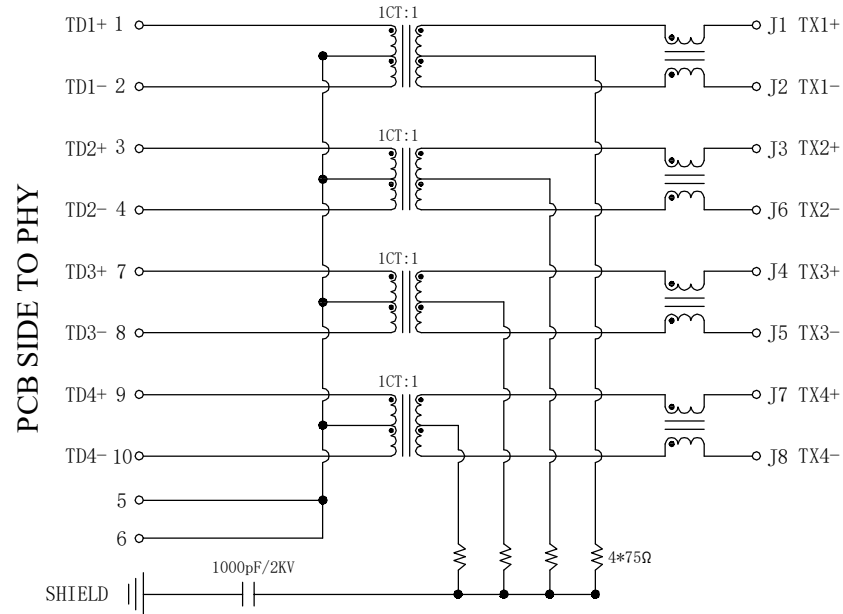 1CT:1
TD1+ 1
J1 TX1+
TD1- 2
J2 TX1-
1CT:1
TD2+ 3
J3 TX2+
TD2- 4
J6 TX2-
PCB SIDE TO PHY
1CT:1
TD3+ 7
J4 TX3+
TD3- 8
J5 TX3-
1CT:1
TD4+ 9
J7 TX4+
TD4- 10
J8 TX4-
5
6
4*75Ω
1000pF/2KV
SHIELD